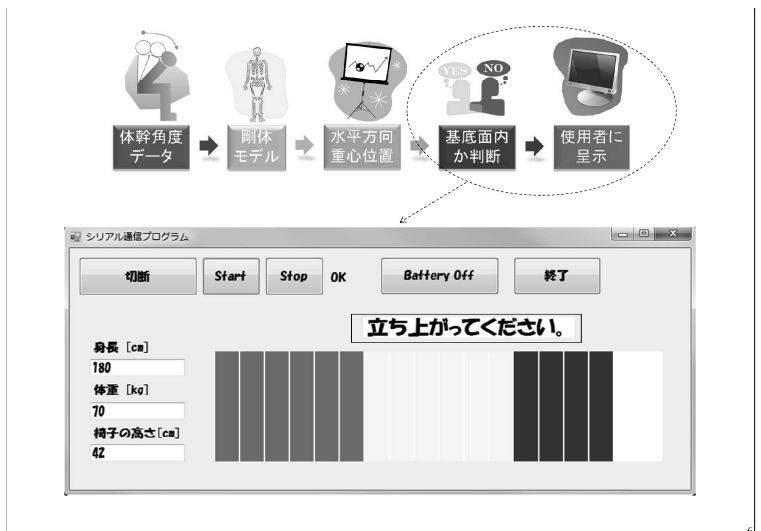 YES NO
体幹角度
データ
剛体
モデル
水平方向
重心位置
基底面内
か判断
使用者に
呈示
シリアル通信プログラム
切断
Start
Stop
OK
Battery Off
終了
立ち上がってください。
身長 [cm]
180
体重 [kg]
70
椅子の高さ[cm]
42
6